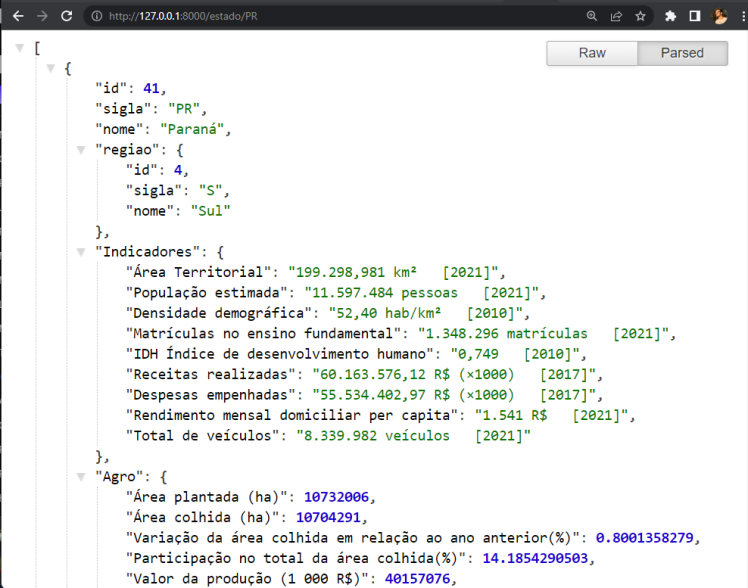 http://127.0.0.1:8000/estado/PR
Raw Parsed
[
{
"id": 41,
"sigla": "PR",
"nome": "Paraná",
"regiao": {
"id": 4,
"sigla": "S",
"nome": "Sul"
},
"Indicadores": {
"Área Territorial": "199.298,981 km²   [2021]",
"População estimada": "11.597.484 pessoas   [2021]",
"Densidade demográfica": "52,40 hab/km²   [2010]",
"Matrículas no ensino fundamental": "1.348.296 matrículas   [2021]",
"IDH Índice de desenvolvimento humano": "0,749   [2010]",
"Receitas realizadas": "60.163.576,12 R$ (×1000)   [2017]",
"Despesas empenhadas": "55.534.402,97 R$ (×1000)   [2017]",
"Rendimento mensal domiciliar per capita": "1.541 R$   [2021]",
"Total de veículos": "8.339.982 veículos   [2021]"
},
"Agro": {
"Área plantada (ha)": 10732006,
"Área colhida (ha)": 10704291,
"Variação da área colhida em relação ao ano anterior(%)": 0.8001358279,
"Participação no total da área colhida(%)": 14.1854290503,
"Valor da produção (1 000 R$)": 40157076,